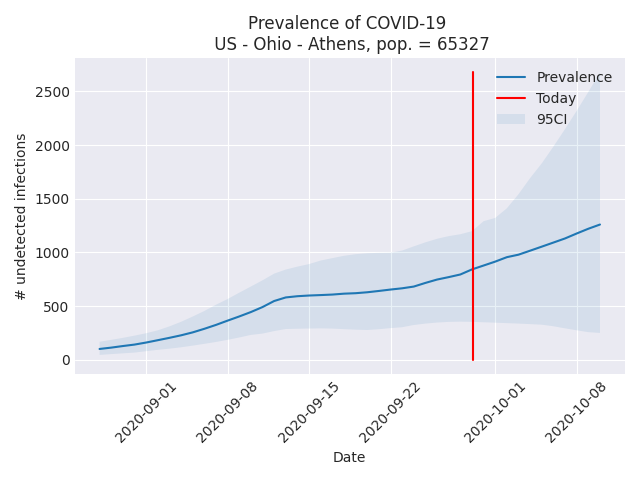 Prevalence of COVID-19
US - Ohio - Athens, pop. = 65327
Prevalence
Today
95CI
# undetected infections
2500
2000
1500
1000
500
0
2020-09-01
2020-09-08
2020-09-15
2020-09-22
2020-10-01
2020-10-08
Date